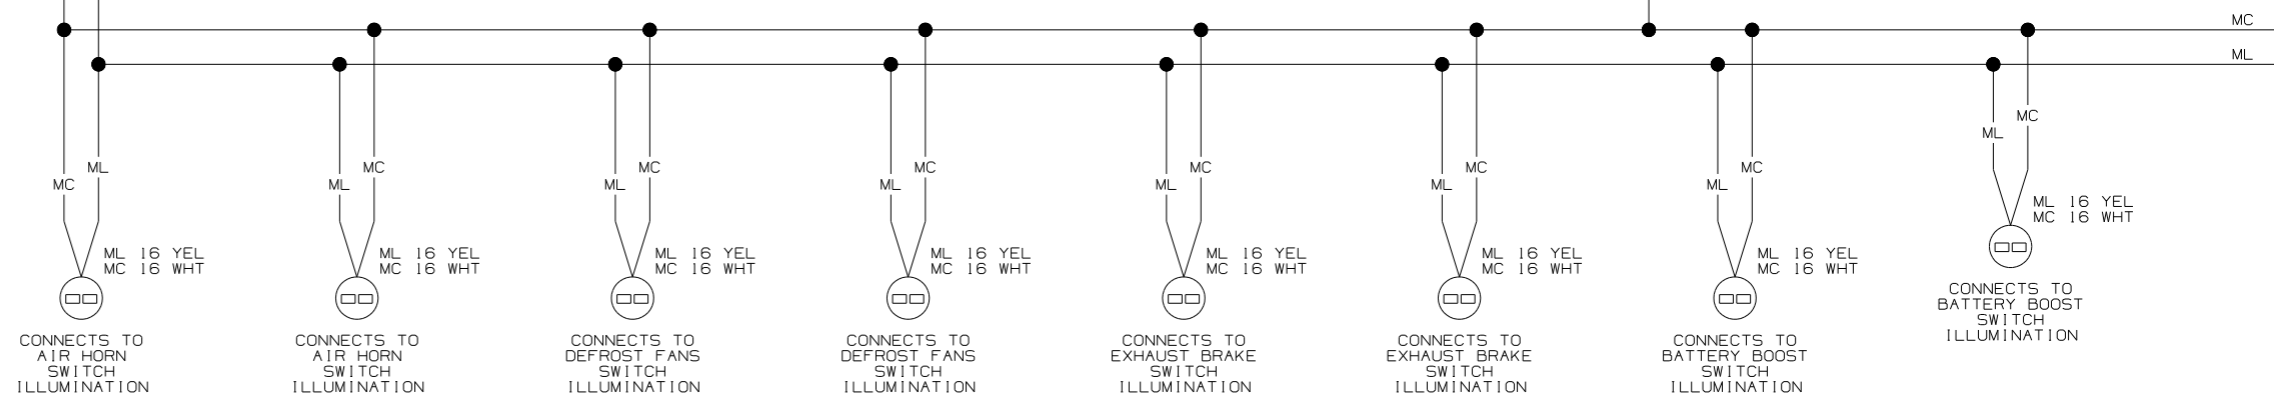 MC
ML
MC
ML
ML
MC
ML
MC
ML
MC
ML
MC
ML
MC
ML
MC
ML
MC
ML 16 YEL
MC 16 WHT
ML 16 YEL
MC 16 WHT
ML 16 YEL
MC 16 WHT
ML 16 YEL
MC 16 WHT
ML 16 YEL
MC 16 WHT
ML 16 YEL
MC 16 WHT
ML 16 YEL
MC 16 WHT
ML 16 YEL
MC 16 WHT
CONNECTS TO
AIR HORN
SWITCH
ILLUMINATION
CONNECTS TO
AIR HORN
SWITCH
ILLUMINATION
CONNECTS TO
DEFROST FANS
SWITCH
ILLUMINATION
CONNECTS TO
DEFROST FANS
SWITCH
ILLUMINATION
CONNECTS TO
EXHAUST BRAKE
SWITCH
ILLUMINATION
CONNECTS TO
EXHAUST BRAKE
SWITCH
ILLUMINATION
CONNECTS TO
BATTERY BOOST
SWITCH
ILLUMINATION
CONNECTS TO
BATTERY BOOST
SWITCH
ILLUMINATION